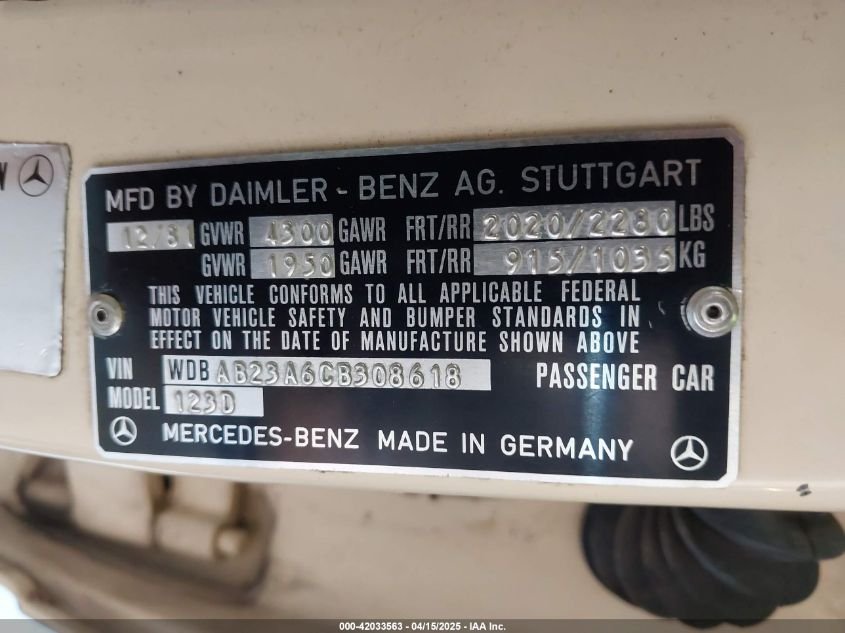 MFD BY DAIMLER - BENZ AG. STUTTGART
12/81 GVWR 4300 GAWR FRT/RR 2020/2280 LBS
GVWR 1950 GAWR FRT/RR 915/1035 KG
THIS VEHICLE CONFORMS TO ALL APPLICABLE FEDERAL
MOTOR VEHICLE SAFETY AND BUMPER STANDARDS IN
EFFECT ON THE DATE OF MANUFACTURE SHOWN ABOVE
VIN WDB AB23A6CB308618 PASSENGER CAR
MODEL 123D
MERCEDES-BENZ MADE IN GERMANY
000-42033563 - 04/15/2025 - IAA Inc.